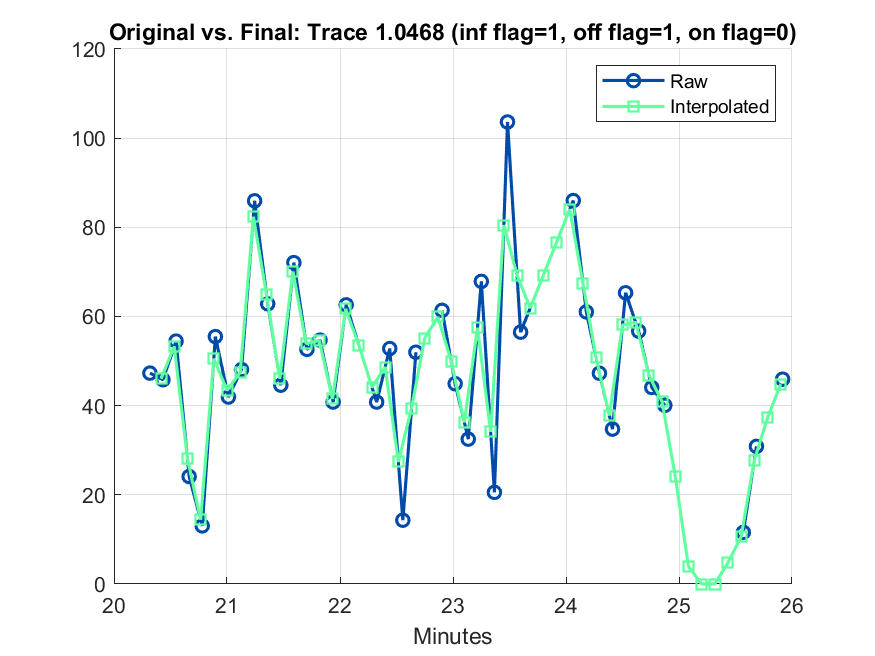 Original vs. Final: Trace 1.0468 (inf flag=1, off flag=1, on flag=0)
120
100
80
60
40
20
0
Raw
Interpolated
20 21 22 23 24 25 26
Minutes